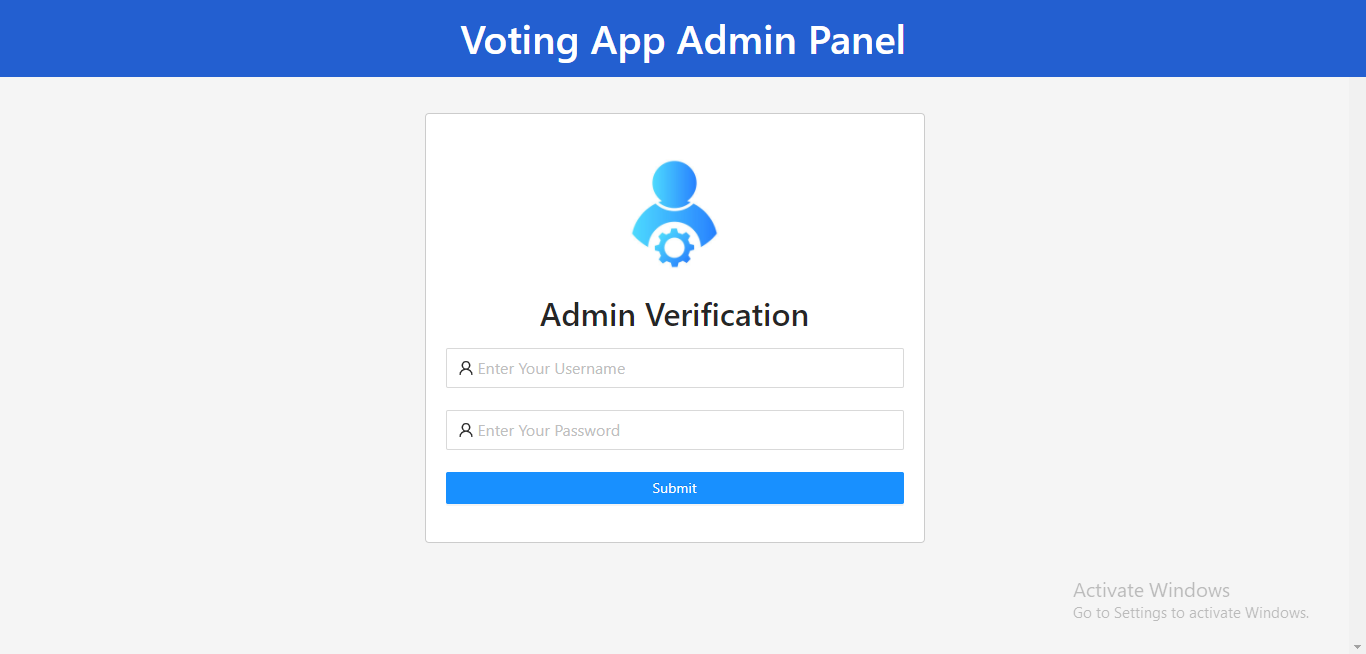 Voting App Admin Panel
Admin Verification
Enter Your Username
Enter Your Password
Submit
Activate Windows
Go to Settings to activate Windows.